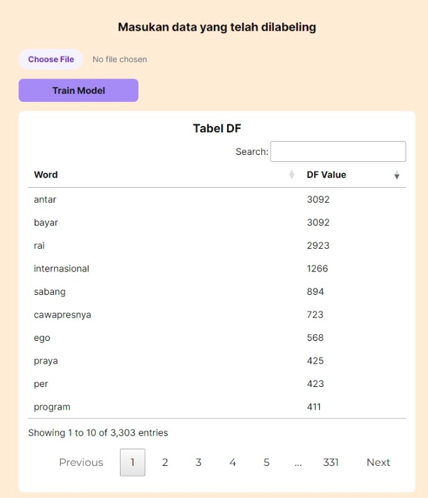 Masukan data yang telah dilabeling
Choose File No file chosen
Train Model
Tabel DF
Search:
Word DF Value
antar 3092
bayar 3092
rai 2923
internasional 1266
sabang 894
cawapresnya 723
ego 568
praya 425
per 423
program 411
Showing 1 to 10 of 3,303 entries
Previous 1 2 3 4 5 ... 331 Next